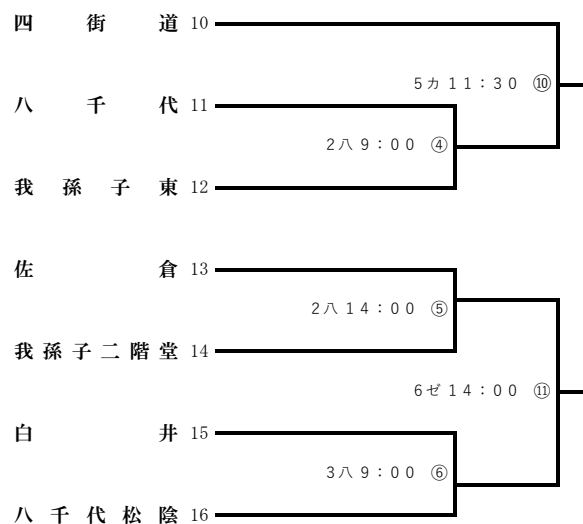 四街道 10
5カ 11：30 ⑩
八千代 11
2八 9：00 ④
我孫子東 12
佐倉 13
2八 14：00 ⑤
我孫子二階堂 14
6ゼ 14：00 ⑪
白井 15
3八 9：00 ⑥
八千代松陰 16